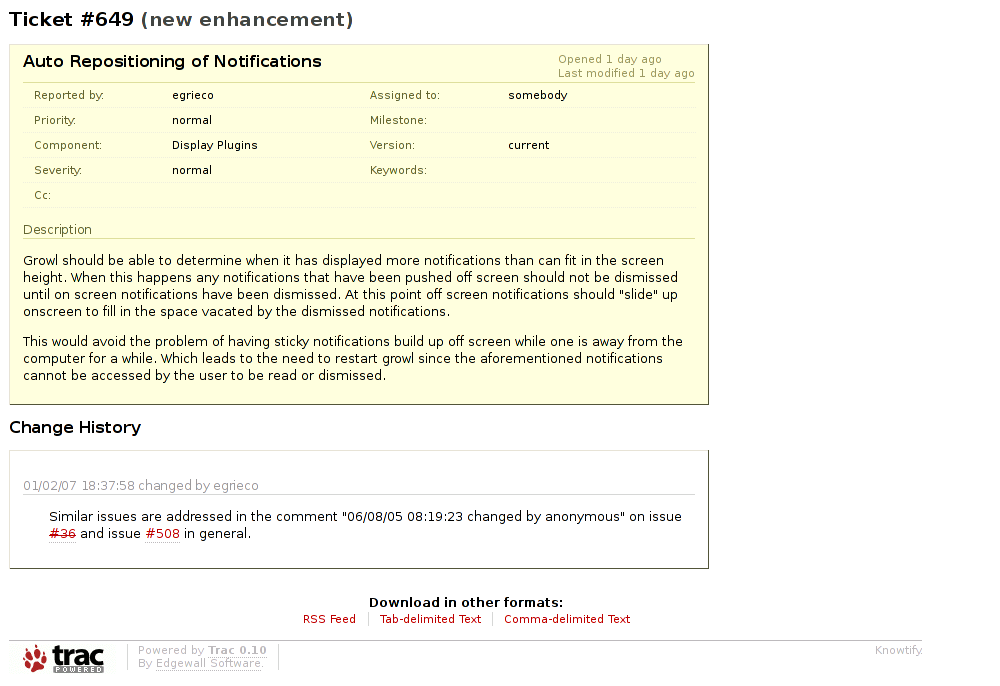 Ticket #649 (new enhancement)
Auto Repositioning of Notifications
Opened 1 day ago
Last modified 1 day ago
Reported by: egrieco Assigned to: somebody
Priority: normal Milestone:
Component: Display Plugins Version: current
Severity: normal Keywords:
Cc:
Description
Growl should be able to determine when it has displayed more notifications than can fit in the screen
height. When this happens any notifications that have been pushed off screen should not be dismissed
until on screen notifications have been dismissed. At this point off screen notifications should "slide" up
onscreen to fill in the space vacated by the dismissed notifications.
This would avoid the problem of having sticky notifications build up off screen while one is away from the
computer for a while. Which leads to the need to restart growl since the aforementioned notifications
cannot be accessed by the user to be read or dismissed.
Change History
01/02/07 18:37:58 changed by egrieco
Similar issues are addressed in the comment "06/08/05 08:19:23 changed by anonymous" on issue
#36 and issue #508 in general.
Download in other formats:
RSS Feed Tab-delimited Text Comma-delimited Text
trac
POWERED
Powered by Trac 0.10
By Edgewall Software.
Knowtify.